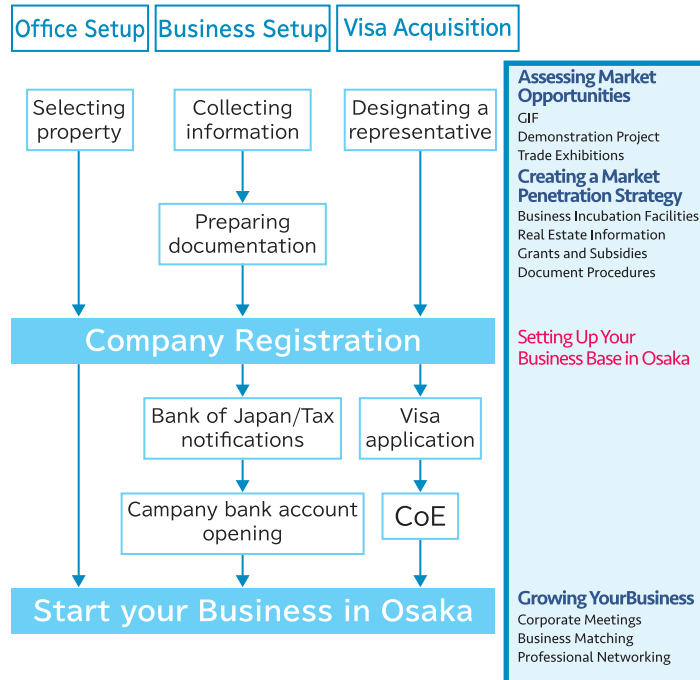 Office Setup
Business Setup
Visa Acquisition
Selecting
property
Collecting
information
Designating a
representative
Preparing
documentation
Company Registration
Bank of Japan/Tax
notifications
Visa
application
Campany bank account
opening
CoE
Start your Business in Osaka
Assessing Market
Opportunities
GIF
Demonstration Project
Trade Exhibitions
Creating a Market
Penetration Strategy
Business Incubation Facilities
Real Estate Information
Grants and Subsidies
Document Procedures
Setting Up Your
Business Base in Osaka
Growing YourBusiness
Corporate Meetings
Business Matching
Professional Networking